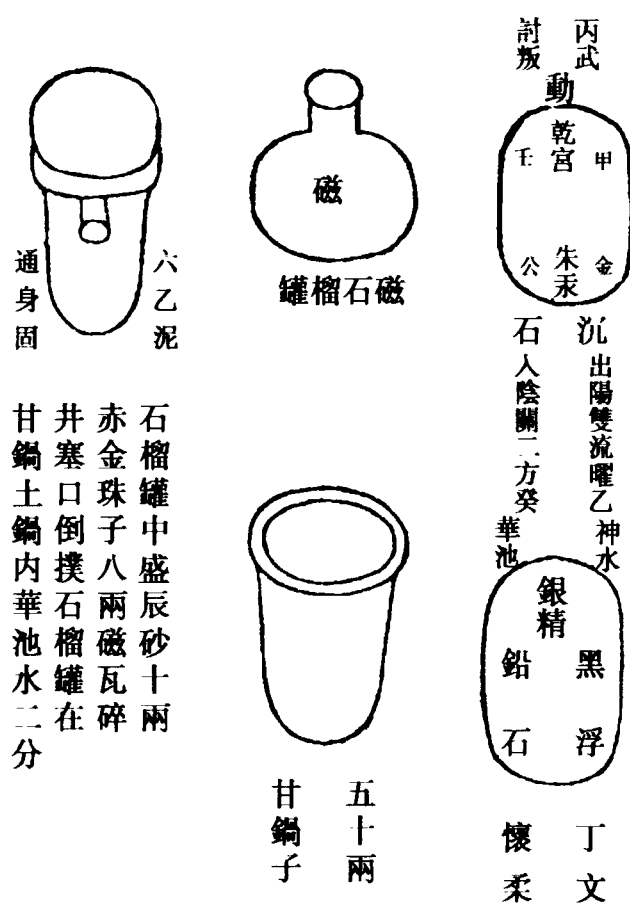 丙武
討叛
動
乾宮
甲
壬
朱汞
金
公
沉
石
出陽雙流曜乙
入陰關二方癸
神水
華池
銀精
黑
鉛
浮
石
丁文
懷柔
磁
磁石榴罐
五十兩
甘鍋子
六乙泥
通身固
石榴罐中盛辰砂十兩
赤金珠子八兩磁瓦碎
井塞口倒撲石榴罐在
甘鍋土鍋内華池水二分